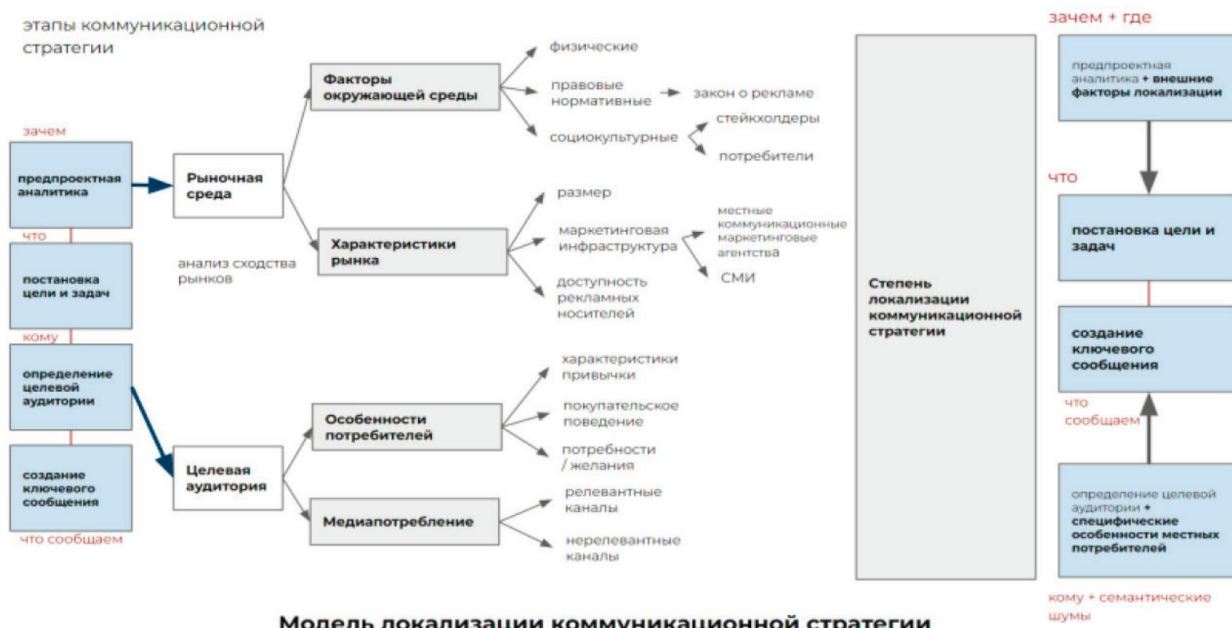 этапы коммуникационной
стратегии
зачем
предпроектная
аналитика
что
постановка
цели и задач
кому
определение
целевой
аудитории
создание
ключевого
сообщения
что сообщаем
Рыночная
среда
анализ сходства
рынков
Целевая
аудитория
Факторы
окружающей среды
физические
правовые
нормативные
закон о рекламе
социокультурные
стейкхолдеры
потребители
Характеристики
рынка
размер
маркетинговая
инфраструктура
местные
коммуникационные
маркетинговые
агентства
СМИ
доступность
рекламных
носителей
Особенности
потребителей
характеристики
привычки
покупательское
поведение
потребности
/ желания
Медиапотребление
релевантные
каналы
нерелевантные
каналы
Степень
локализации
коммуникационной
стратегии
зачем + где
предпроектная
аналитика + внешние
факторы локализации
что
постановка цели и
задач
создание
ключевого
сообщения
что
сообщаем
определение целевой
аудитории +
специфические
особенности местных
потребителей
кому + семантические
шумы
Модель локализации коммуникационной стратегии